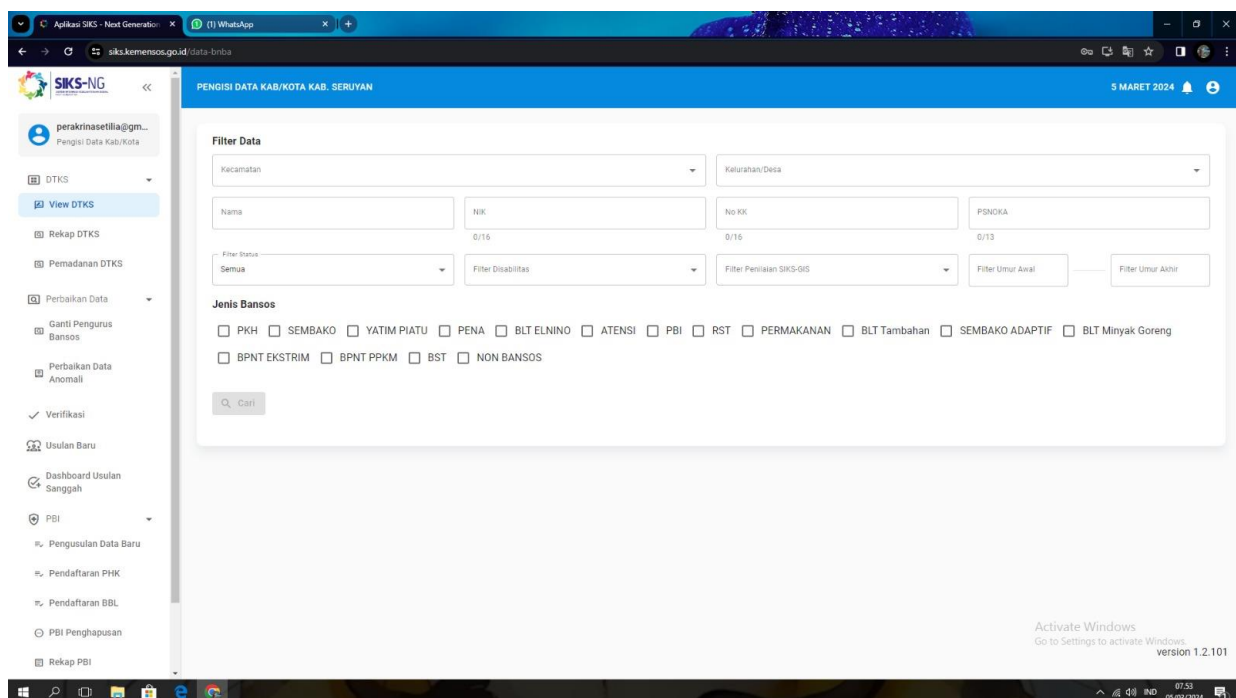 Aplikasi SIKS - Next Generation
(1) WhatsApp
siks.kemensos.go.id/data-bnba
SIKS-NG
PENGISI DATA KAB/KOTA KAB. SERUYAN
5 MARET 2024
perakrinasetilia@gm...
Pengisi Data Kab/Kota
DTKS
View DTKS
Rekap DTKS
Pemadanan DTKS
Perbaikan Data
Ganti Pengurus
Bansos
Perbaikan Data
Anomali
Verifikasi
Usulan Baru
Dashboard Usulan
Sanggah
PBI
Pengusulan Data Baru
Pendaftaran PHK
Pendaftaran BBL
PBI Penghapusan
Rekap PBI
Filter Data
Kecamatan
Kelurahan/Desa
Nama
NIK
No KK
PSNOKA
0/16
0/16
0/13
Filter Status
Semua
Filter Disabilitas
Filter Penilaian SIKS-GIS
Filter Umur Awal
Filter Umur Akhir
Jenis Bansos
PKH SEMBAKO YATIM PIATU PENA BLT ELNINO ATENSI PBI RST PERMAKANAN BLT Tambahan SEMBAKO ADAPTIF BLT Minyak Goreng
BPNT EKSTRIM BPNT PPKM BST NON BANSOS
Cari
Activate Windows
Go to Settings to activate Windows.
version 1.2.101
IND
07.53
05/03/2024